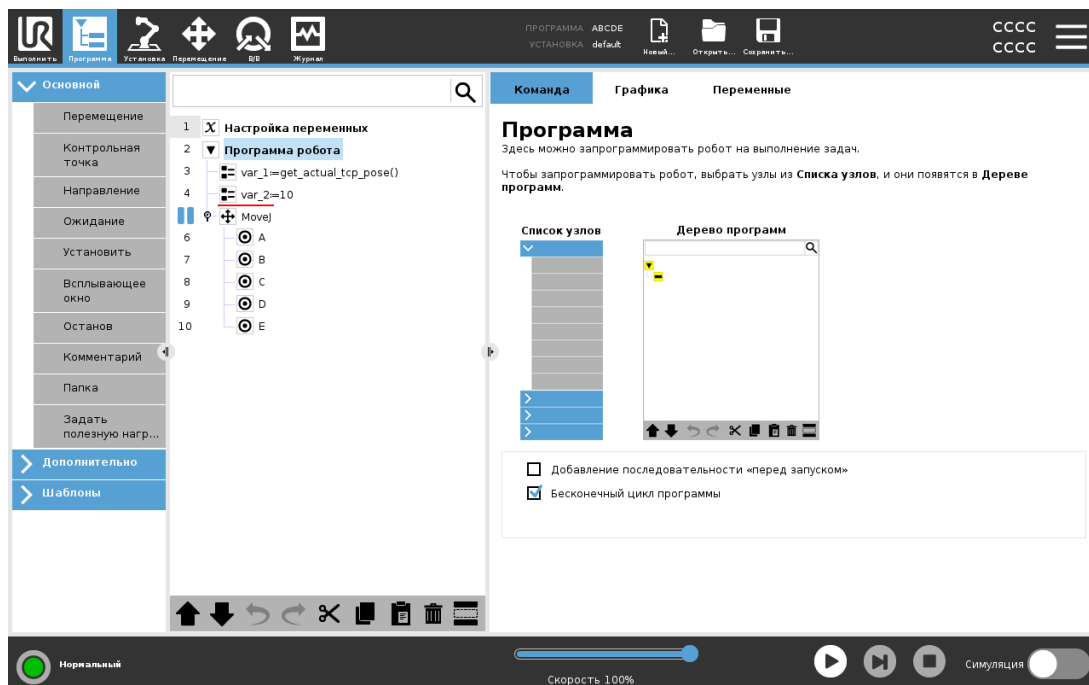 UR
ПРОГРАММА ABCDE
УСТАНОВКА default
CCCC
CCCC
Выполнить Программа Установка Перемещение В/В Журнал
Новый... Открыть... Сохранить...
Основной
Перемещение
Контрольная
точка
Направление
Ожидание
Установить
Всплывающее
окно
Останов
Комментарий
Папка
Задать
полезную нагр...
Дополнительно
Шаблоны
1 X Настройка переменных
2 Программа робота
3 var_1≔get_actual_tcp_pose()
4 var_2≔10
MoveJ
6 A
7 B
8 C
9 D
10 E
Команда Графика Переменные
Программа
Здесь можно запрограммировать робот на выполнение задач.
Чтобы запрограммировать робот, выбрать узлы из Списка узлов, и они появятся в Дереве
программ.
Список узлов Дерево программ
Добавление последовательности «перед запуском»
Бесконечный цикл программы
Нормальный
Скорость 100%
Симуляция